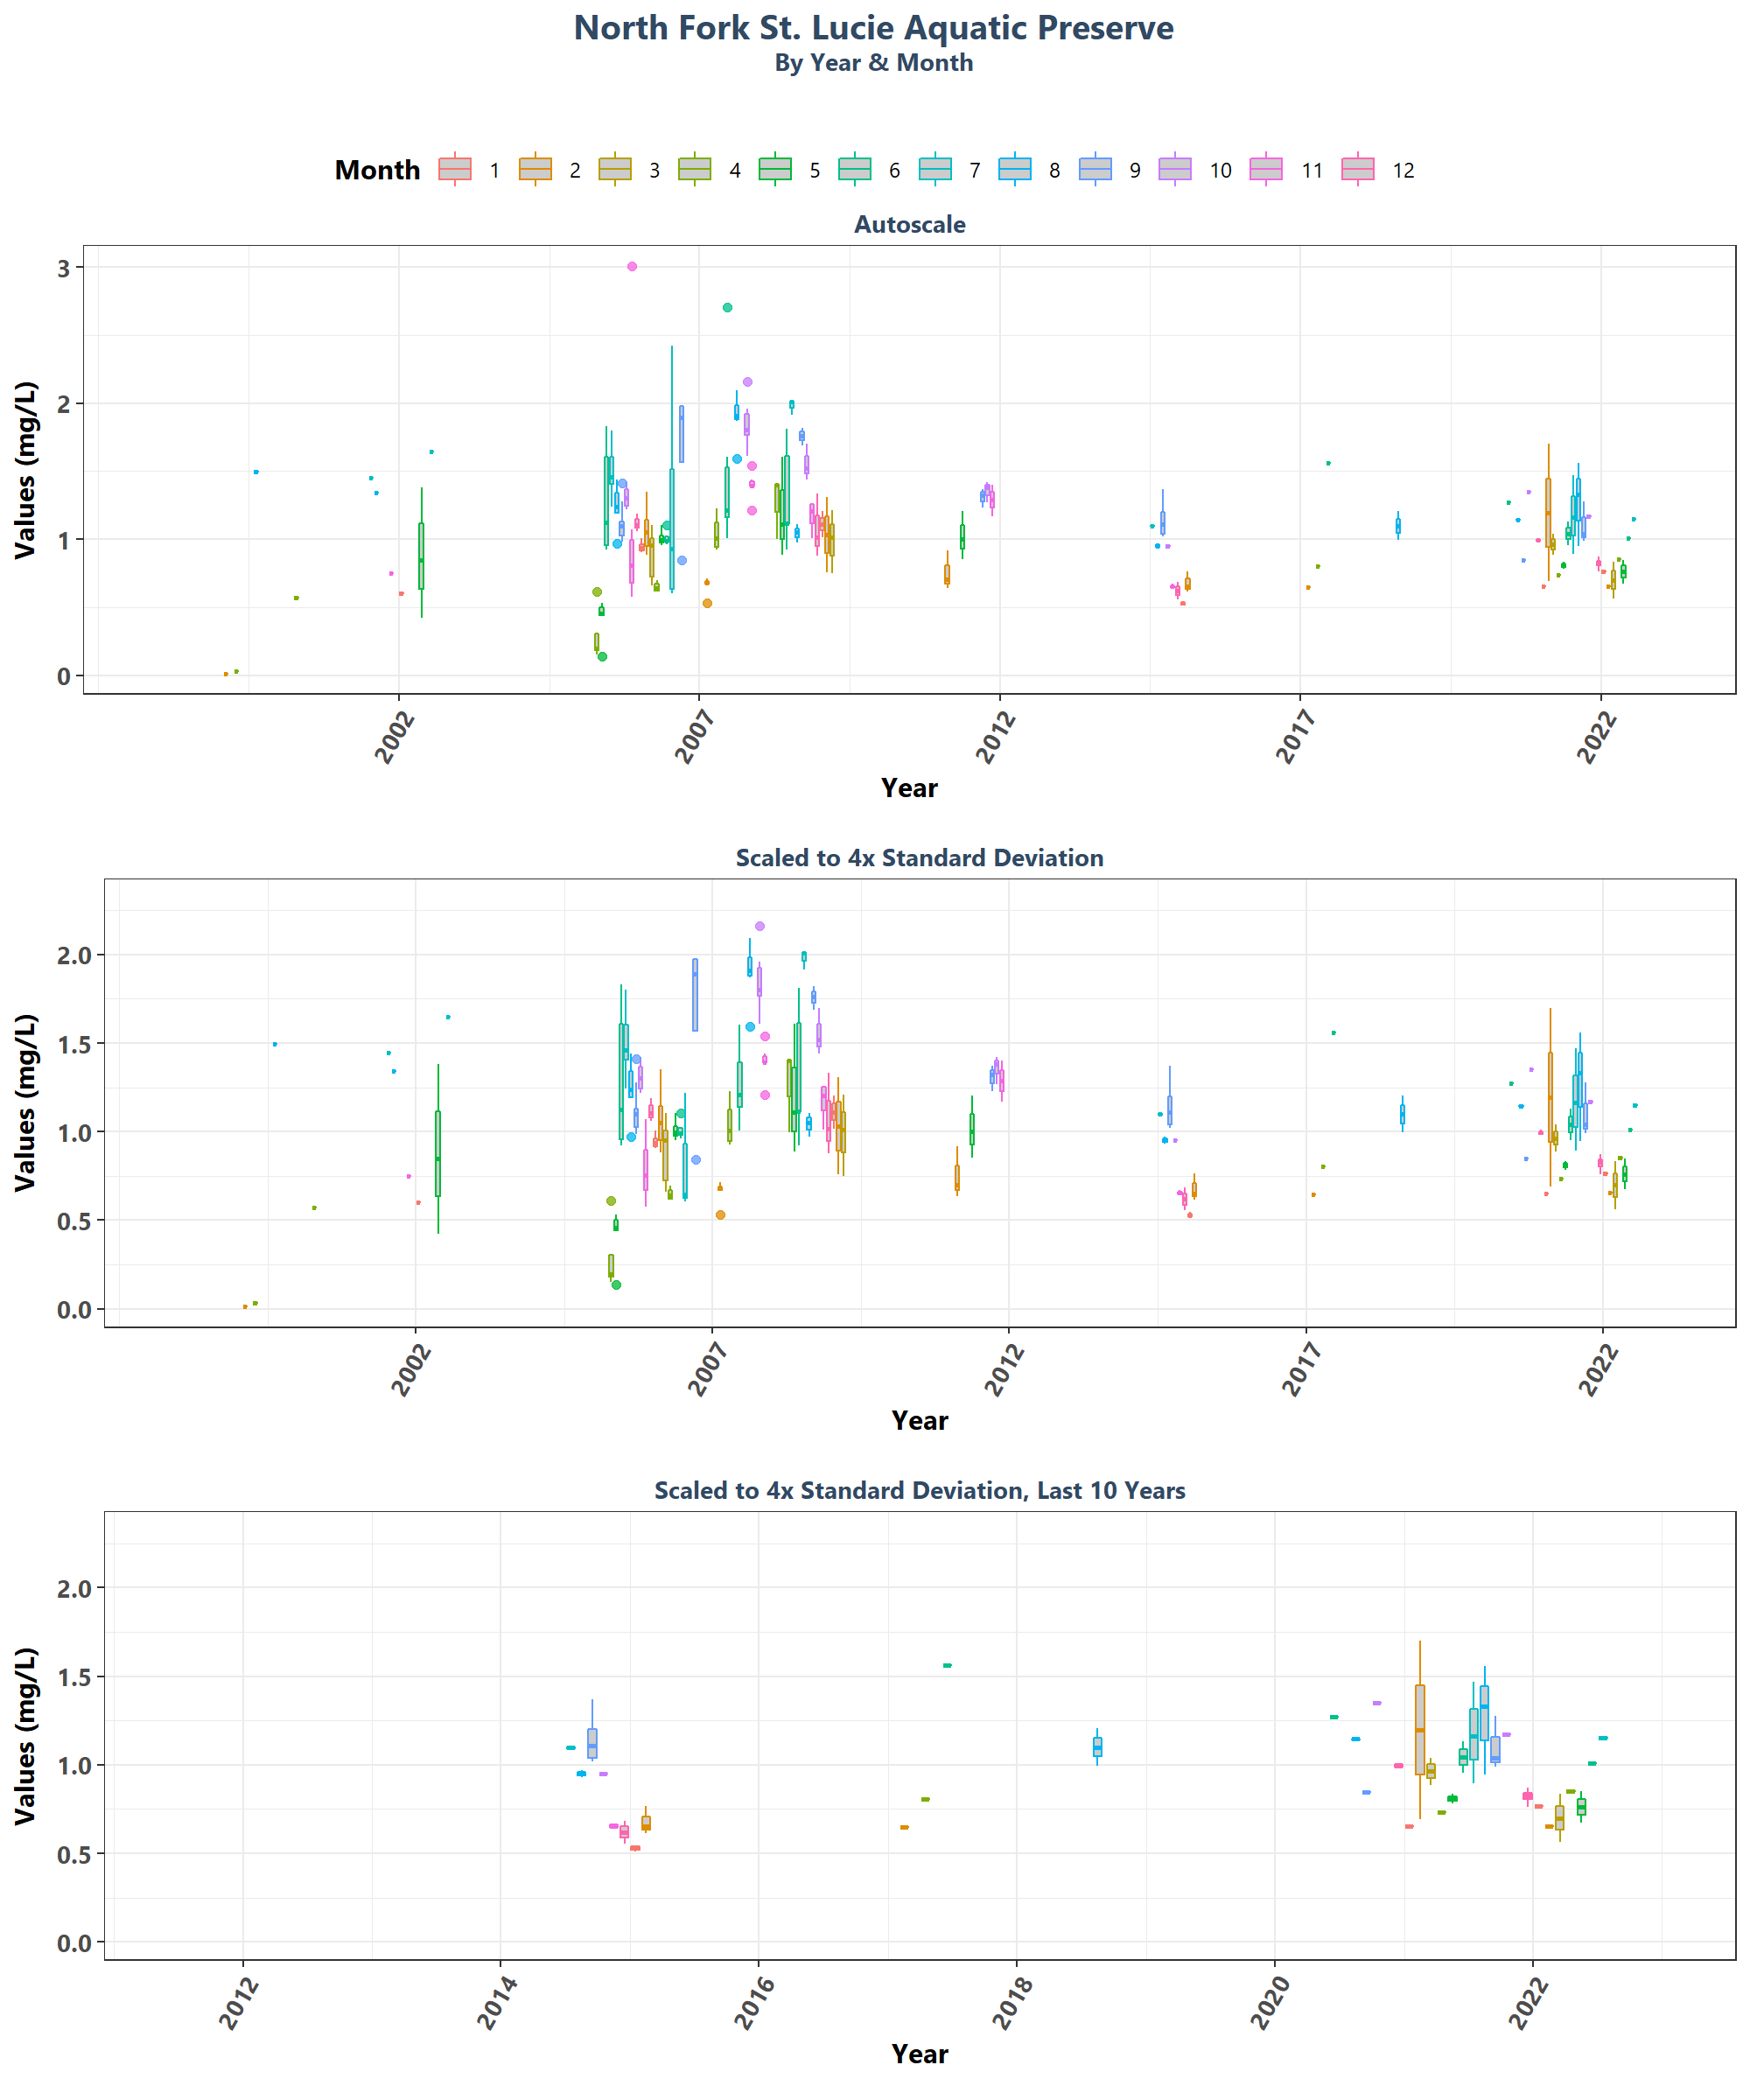 North Fork St. Lucie Aquatic Preserve
By Year & Month
Month 1 2 3 4 5 6 7 8 9 10 11 12
Autoscale
Values (mg/L)
3
2
1
0
2002 2007 2012 2017 2022
Year
Scaled to 4x Standard Deviation
Values (mg/L)
2.0
1.5
1.0
0.5
0.0
2002 2007 2012 2017 2022
Year
Scaled to 4x Standard Deviation, Last 10 Years
Values (mg/L)
2.0
1.5
1.0
0.5
0.0
2012 2014 2016 2018 2020 2022
Year